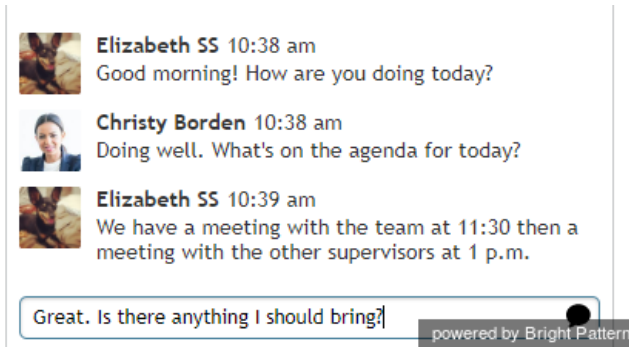 Elizabeth SS 10:38 am
Good morning! How are you doing today?
Christy Borden 10:38 am
Doing well. What's on the agenda for today?
Elizabeth SS 10:39 am
We have a meeting with the team at 11:30 then a
meeting with the other supervisors at 1 p.m.
Great. Is there anything I should bring?
powered by Bright Pattern